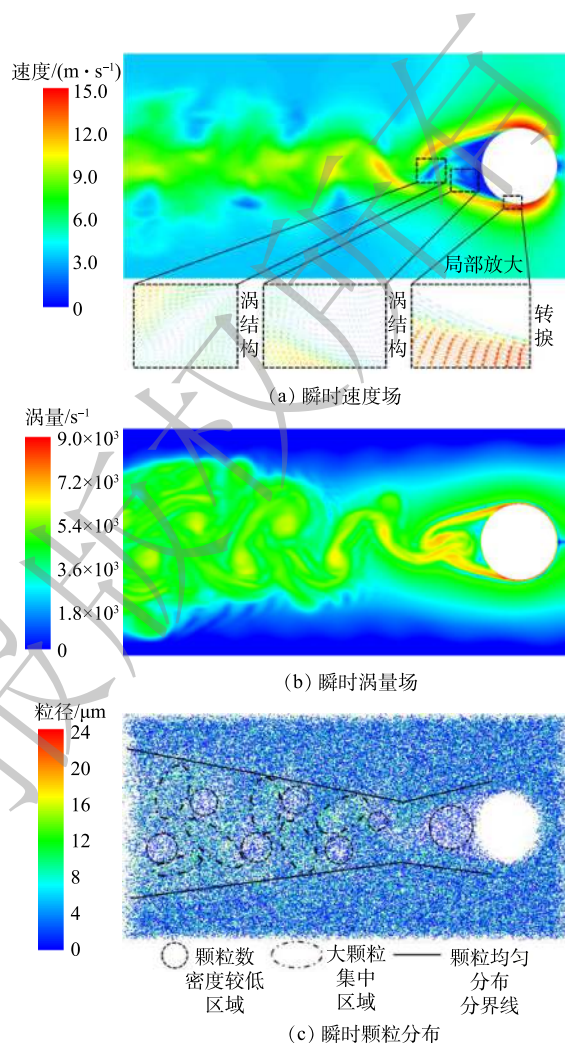 速度/(m·s⁻¹)
15.0
12.0
9.0
6.0
3.0
0
局部放大
涡结构
涡结构
转捩
(a) 瞬时速度场
涡量/s⁻¹
9.0×10³
7.2×10³
5.4×10³
3.6×10³
1.8×10³
0
(b) 瞬时涡量场
粒径/μm
24
20
16
12
8
4
0
颗粒数
密度较低
区域
大颗粒
集中
区域
颗粒均匀
分布
分界线
(c) 瞬时颗粒分布
版权所有